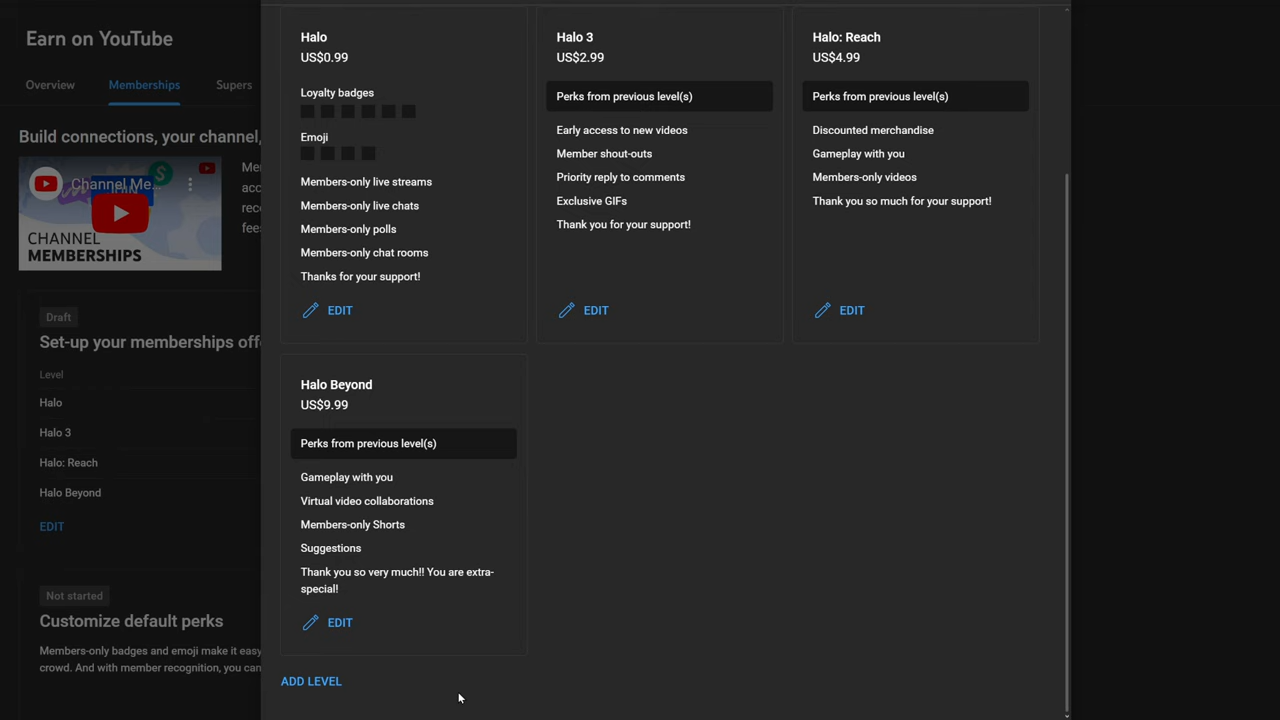 Earn on YouTube
Overview
Memberships
Supers
Build connections, your channel,
Channel Me...
CHANNEL
MEMBERSHIPS
JOIN
Draft
Set-up your memberships off
Level
Halo
Halo 3
Halo: Reach
Halo Beyond
EDIT
Not started
Customize default perks
Members-only badges and emoji make it easy
crowd. And with member recognition, you can
Halo
US$0.99
Loyalty badges
Emoji
Members-only live streams
Members-only live chats
Members-only polls
Members-only chat rooms
Thanks for your support!
EDIT
Halo 3
US$2.99
Perks from previous level(s)
Early access to new videos
Member shout-outs
Priority reply to comments
Exclusive GIFs
Thank you for your support!
EDIT
Halo: Reach
US$4.99
Perks from previous level(s)
Discounted merchandise
Gameplay with you
Members-only videos
Thank you so much for your support!
EDIT
Halo Beyond
US$9.99
Perks from previous level(s)
Gameplay with you
Virtual video collaborations
Members-only Shorts
Suggestions
Thank you so very much!! You are extra-
special!
EDIT
ADD LEVEL